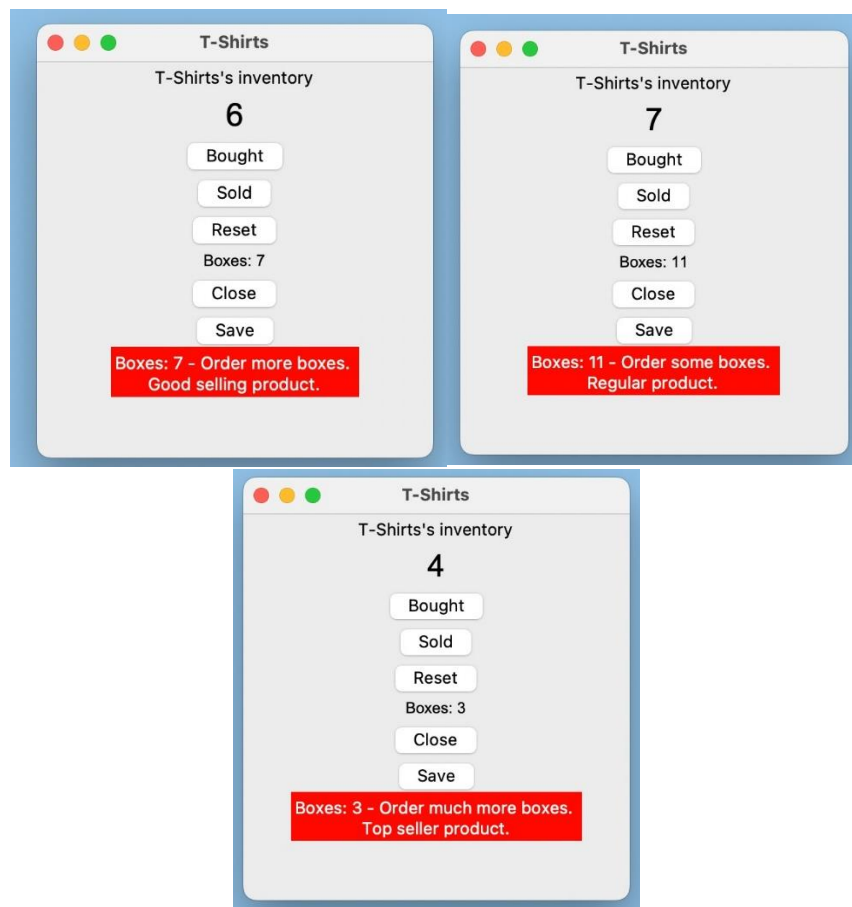 T-Shirts
T-Shirts's inventory
6
Bought
Sold
Reset
Boxes: 7
Close
Save
Boxes: 7 - Order more boxes.
Good selling product.
T-Shirts
T-Shirts's inventory
7
Bought
Sold
Reset
Boxes: 11
Close
Save
Boxes: 11 - Order some boxes.
Regular product.
T-Shirts
T-Shirts's inventory
4
Bought
Sold
Reset
Boxes: 3
Close
Save
Boxes: 3 - Order much more boxes.
Top seller product.